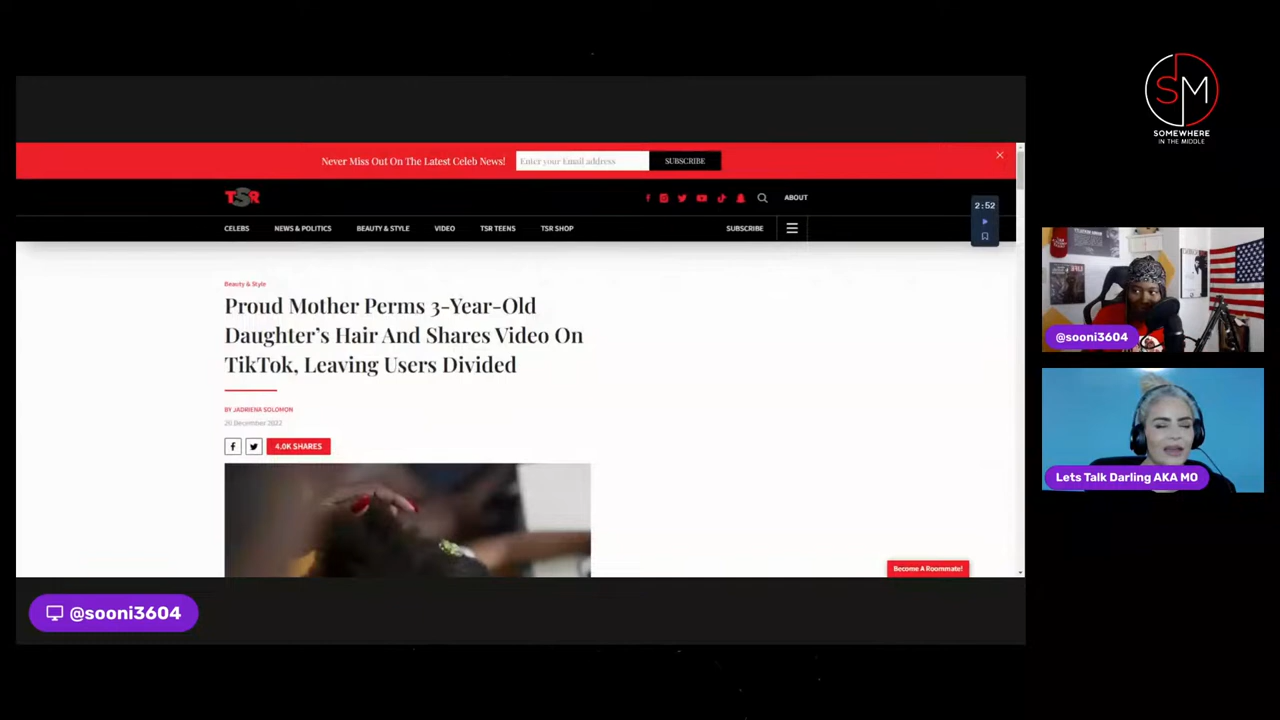 SM
SOMEWHERE
IN THE MIDDLE
Never Miss Out On The Latest Celeb News!
Enter your Email address
SUBSCRIBE
TSR
ABOUT
2:52
CELEBS
NEWS & POLITICS
BEAUTY & STYLE
VIDEO
TSR TEENS
TSR SHOP
SUBSCRIBE
Beauty & Style
Proud Mother Perms 3-Year-Old
Daughter's Hair And Shares Video On
TikTok, Leaving Users Divided
BY JADRIENA SOLOMON
4.0K SHARES
Become A Roommate!
@sooni3604
Lets Talk Darling AKA MO
@sooni3604